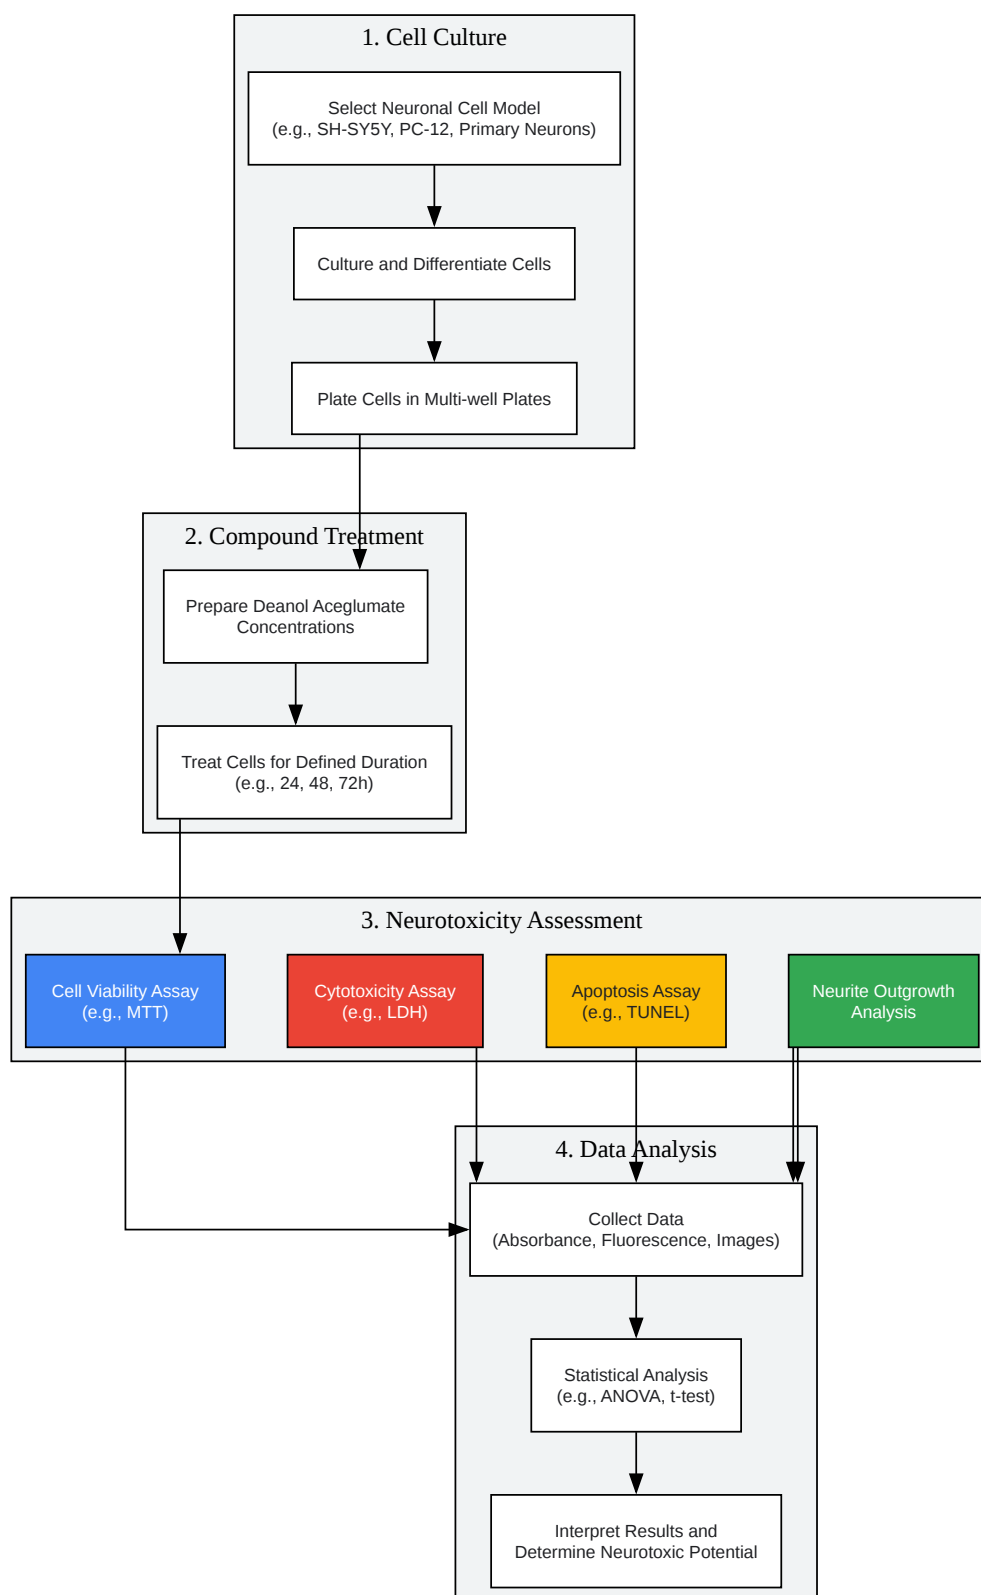 1. Cell Culture
Select Neuronal Cell Model
(e.g., SH-SY5Y, PC-12, Primary Neurons)
Culture and Differentiate Cells
Plate Cells in Multi-well Plates
2. Compound Treatment
Prepare Deanol Aceglumate
Concentrations
Treat Cells for Defined Duration
(e.g., 24, 48, 72h)
3. Neurotoxicity Assessment
Cell Viability Assay
(e.g., MTT)
Cytotoxicity Assay
(e.g., LDH)
Apoptosis Assay
(e.g., TUNEL)
Neurite Outgrowth
Analysis
4. Data Analysis
Collect Data
(Absorbance, Fluorescence, Images)
Statistical Analysis
(e.g., ANOVA, t-test)
Interpret Results and
Determine Neurotoxic Potential